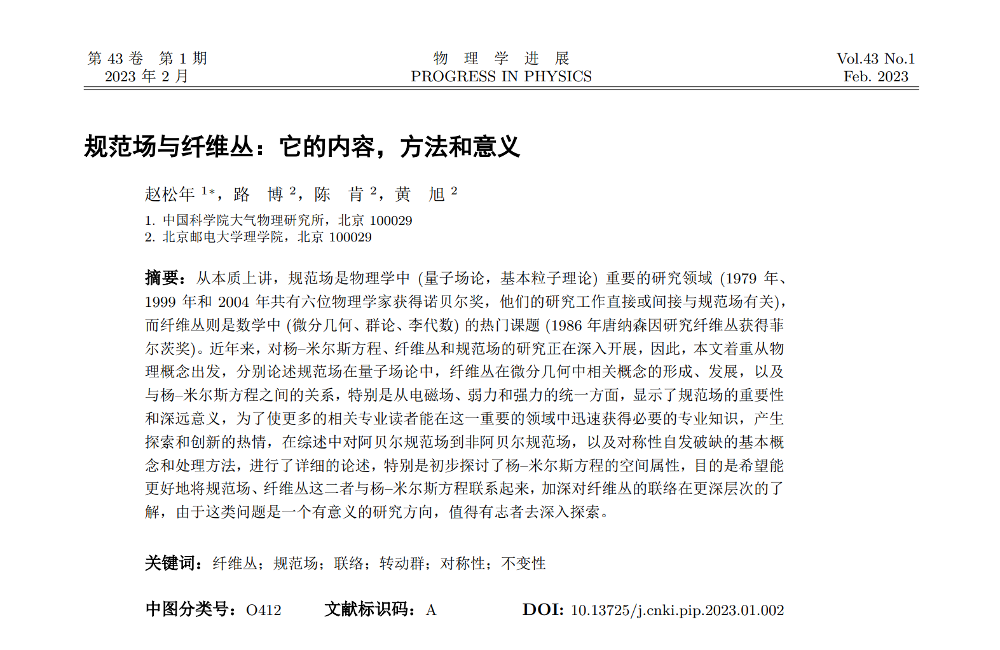 第 43 卷 第 1 期
物 理 学 进 展
Vol.43 No.1
2023 年 2 月
PROGRESS IN PHYSICS
Feb. 2023
规范场与纤维丛：它的内容，方法和意义
赵松年 1*，路 博 2，陈 肯 2，黄 旭 2
1. 中国科学院大气物理研究所，北京 100029
2. 北京邮电大学理学院，北京 100029
摘要：从本质上讲，规范场是物理学中 (量子场论，基本粒子理论) 重要的研究领域 (1979 年、
1999 年和 2004 年共有六位物理学家获得诺贝尔奖，他们的研究工作直接或间接与规范场有关)，
而纤维丛则是数学中 (微分几何、群论、李代数) 的热门课题 (1986 年唐纳森因研究纤维丛获得菲
尔茨奖)。近年来，对杨–米尔斯方程、纤维丛和规范场的研究正在深入开展，因此，本文着重从物
理概念出发，分别论述规范场在量子场论中，纤维丛在微分几何中相关概念的形成、发展，以及
与杨–米尔斯方程之间的关系，特别是从电磁场、弱力和强力的统一方面，显示了规范场的重要性
和深远意义，为了使更多的相关专业读者能在这一重要的领域中迅速获得必要的专业知识，产生
探索和创新的热情，在综述中对阿贝尔规范场到非阿贝尔规范场，以及对称性自发破缺的基本概
念和处理方法，进行了详细的论述，特别是初步探讨了杨–米尔斯方程的空间属性，目的是希望能
更好地将规范场、纤维丛这二者与杨–米尔斯方程联系起来，加深对纤维丛的联络在更深层次的了
解，由于这类问题是一个有意义的研究方向，值得有志者去深入探索。
关键词：纤维丛；规范场；联络；转动群；对称性；不变性
中图分类号：O412 文献标识码：A DOI: 10.13725/j.cnki.pip.2023.01.002